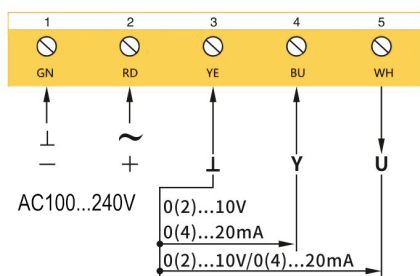 1 2 3 4 5
GN RD YE BU WH
⊥ ~ ⊥ Y U
− +
AC100...240V
0(2)...10V
0(4)...20mA
0(2)...10V/0(4)...20mA